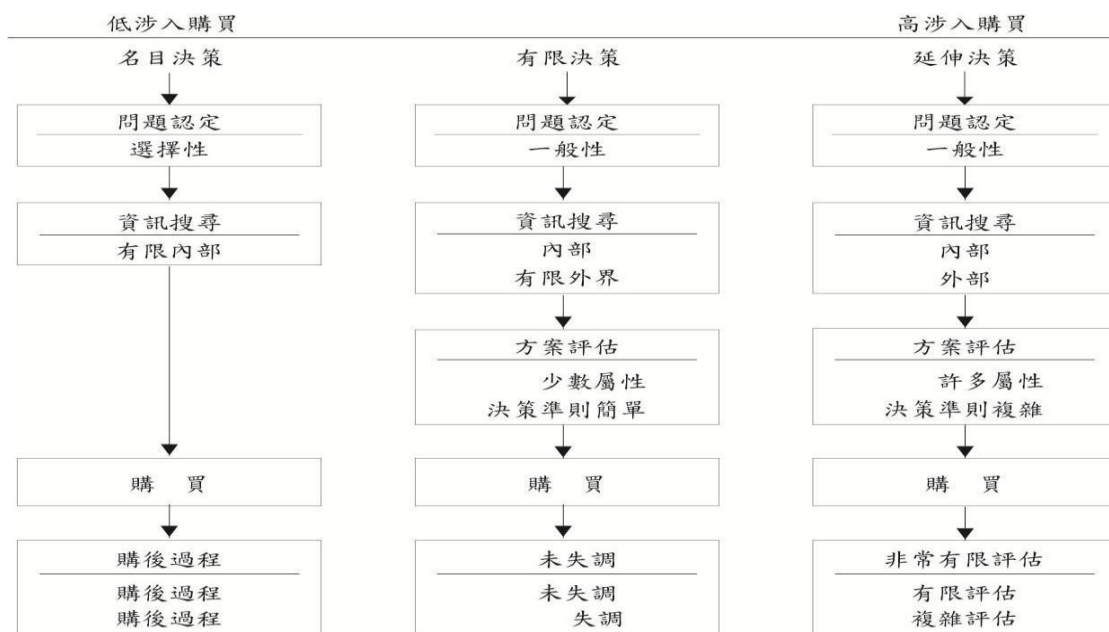 低涉入購買
高涉入購買
名目決策
有限決策
延伸決策
問題認定
選擇性
問題認定
一般性
問題認定
一般性
資訊搜尋
有限內部
資訊搜尋
內部
有限外界
資訊搜尋
內部
外部
方案評估
少數屬性
決策準則簡單
方案評估
許多屬性
決策準則複雜
購 買
購 買
購 買
購後過程
購後過程
購後過程
未失調
未失調
失調
非常有限評估
有限評估
複雜評估